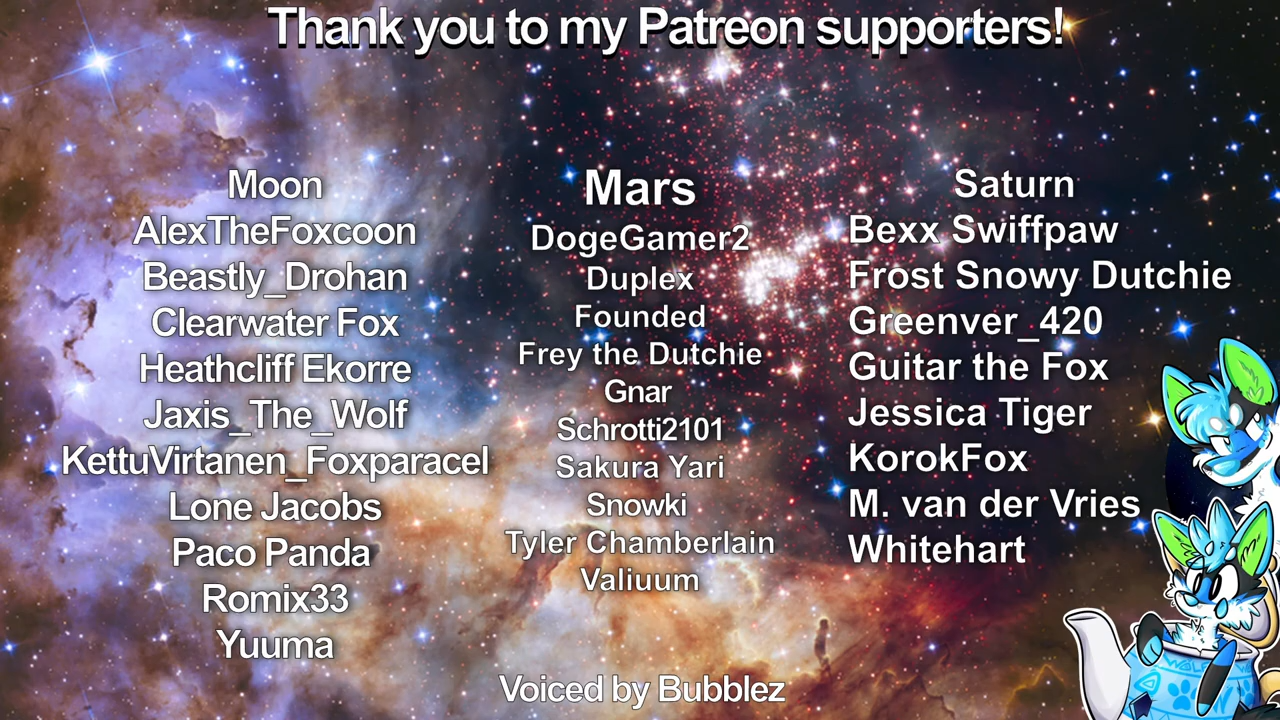 Thank you to my Patreon supporters!
Moon
AlexTheFoxcoon
Beastly_Drohan
Clearwater Fox
Heathcliff Ekorre
Jaxis_The_Wolf
KettuVirtanen_Foxparacel
Lone Jacobs
Paco Panda
Romix33
Yuuma
Mars
DogeGamer2
Duplex
Founded
Frey the Dutchie
Gnar
Schrotti2101
Sakura Yari
Snowki
Tyler Chamberlain
Valiuum
Saturn
Bexx Swiffpaw
Frost Snowy Dutchie
Greenver_420
Guitar the Fox
Jessica Tiger
KorokFox
M. van der Vries
Whitehart
Voiced by Bubblez